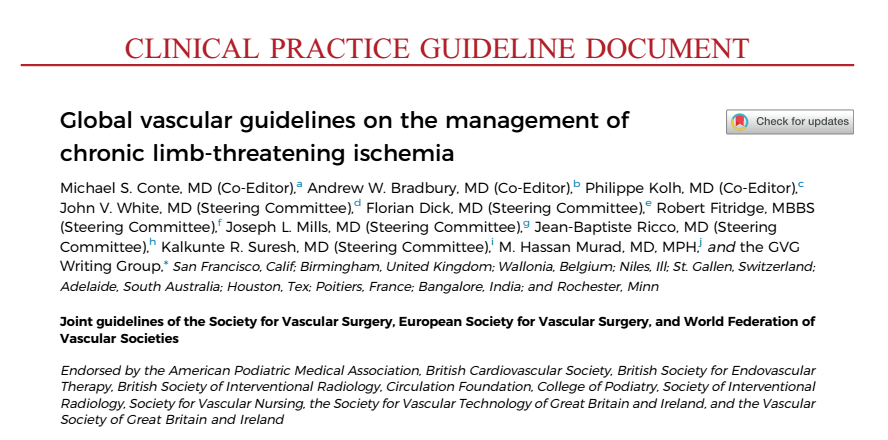 CLINICAL PRACTICE GUIDELINE DOCUMENT
Global vascular guidelines on the management of
chronic limb-threatening ischemia
Check for updates
Michael S. Conte, MD (Co-Editor),a Andrew W. Bradbury, MD (Co-Editor),b Philippe Kolh, MD (Co-Editor),c
John V. White, MD (Steering Committee),d Florian Dick, MD (Steering Committee),e Robert Fitridge, MBBS
(Steering Committee),f Joseph L. Mills, MD (Steering Committee),g Jean-Baptiste Ricco, MD (Steering
Committee),h Kalkunte R. Suresh, MD (Steering Committee),i M. Hassan Murad, MD, MPH,j and the GVG
Writing Group,* San Francisco, Calif; Birmingham, United Kingdom; Wallonia, Belgium; Niles, Ill; St. Gallen, Switzerland;
Adelaide, South Australia; Houston, Tex; Poitiers, France; Bangalore, India; and Rochester, Minn
Joint guidelines of the Society for Vascular Surgery, European Society for Vascular Surgery, and World Federation of
Vascular Societies
Endorsed by the American Podiatric Medical Association, British Cardiovascular Society, British Society for Endovascular
Therapy, British Society of Interventional Radiology, Circulation Foundation, College of Podiatry, Society of Interventional
Radiology, Society for Vascular Nursing, the Society for Vascular Technology of Great Britain and Ireland, and the Vascular
Society of Great Britain and Ireland